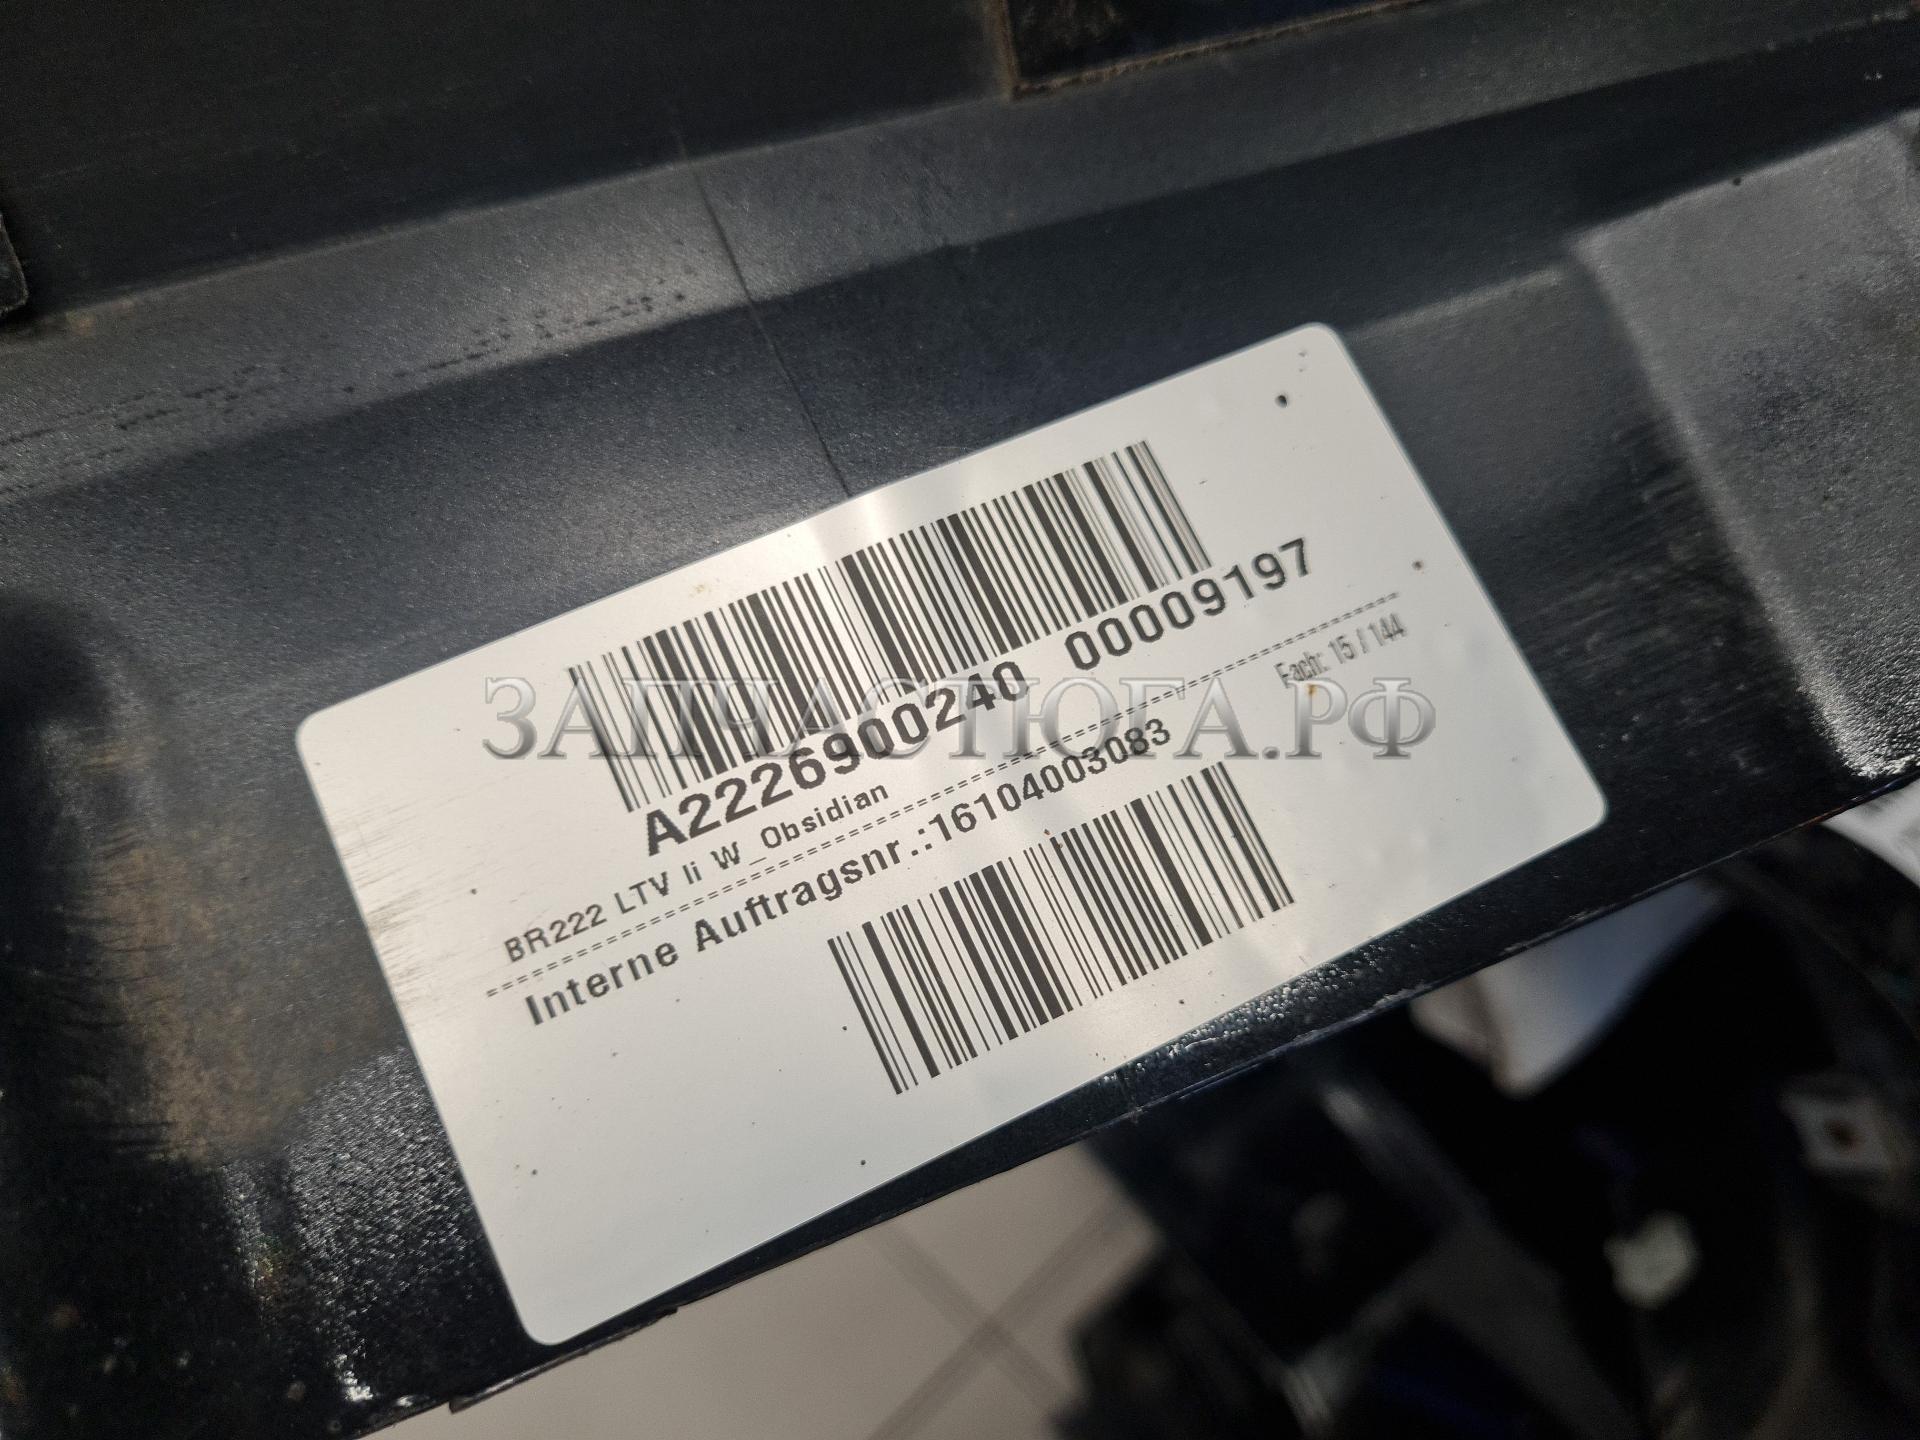 A2226900240 00009197
BR222 LTV li W_Obsidian
Fach: 15 / 144
Interne Auftragsnr.:16104003083
ЗАПЧАСТЮГА.РФ